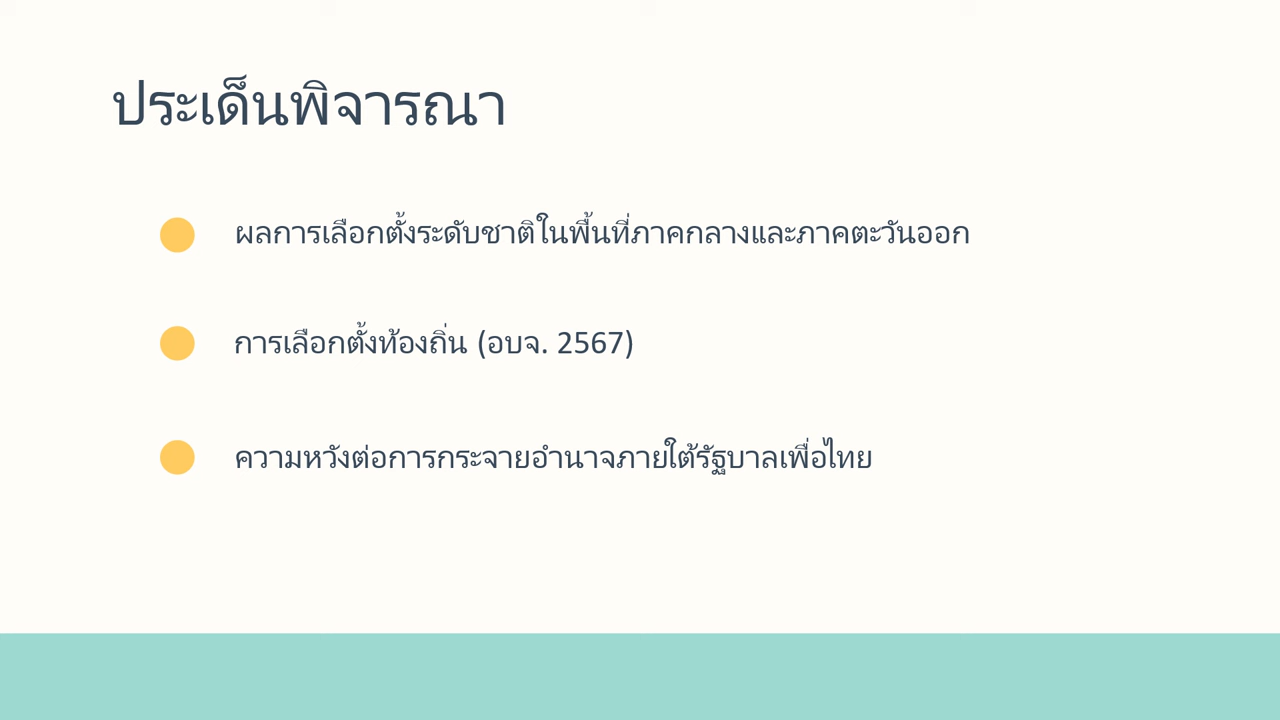 ประเด็นพิจารณา
ผลการเลือกตั้งระดับชาติในพื้นที่ภาคกลางและภาคตะวันออก
การเลือกตั้งท้องถิ่น (อบจ. 2567)
ความหวังต่อการกระจายอำนาจภายใต้รัฐบาลเพื่อไทย